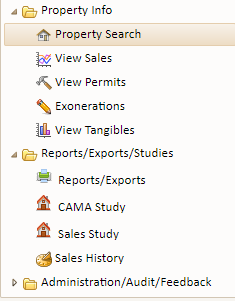 Property Info
Property Search
View Sales
View Permits
Exonerations
View Tangibles
Reports/Exports/Studies
Reports/Exports
CAMA Study
Sales Study
Sales History
Administration/Audit/Feedback